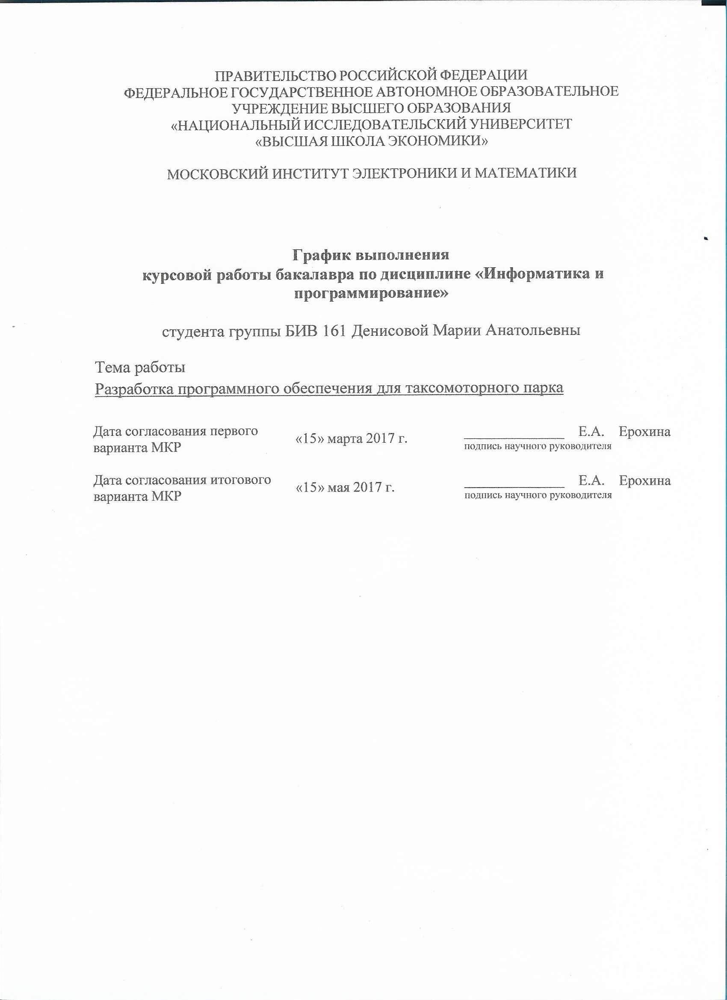 ПРАВИТЕЛЬСТВО РОССИЙСКОЙ ФЕДЕРАЦИИ
ФЕДЕРАЛЬНОЕ ГОСУДАРСТВЕННОЕ АВТОНОМНОЕ ОБРАЗОВАТЕЛЬНОЕ
УЧРЕЖДЕНИЕ ВЫСШЕГО ОБРАЗОВАНИЯ
«НАЦИОНАЛЬНЫЙ ИССЛЕДОВАТЕЛЬСКИЙ УНИВЕРСИТЕТ
«ВЫСШАЯ ШКОЛА ЭКОНОМИКИ»
МОСКОВСКИЙ ИНСТИТУТ ЭЛЕКТРОНИКИ И МАТЕМАТИКИ
График выполнения
курсовой работы бакалавра по дисциплине «Информатика и
программирование»
студента группы БИВ 161 Денисовой Марии Анатольевны
Тема работы
Разработка программного обеспечения для таксомоторного парка
Дата согласования первого
варианта МКР
«15» марта 2017 г.
______________ Е.А. Ерохина
подпись научного руководителя
Дата согласования итогового
варианта МКР
«15» мая 2017 г.
______________ Е.А. Ерохина
подпись научного руководителя